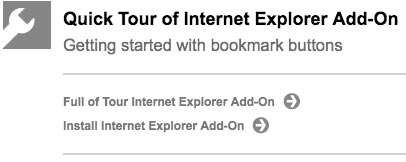 Quick Tour of Internet Explorer Add-On
Getting started with bookmark buttons
Full of Tour Internet Explorer Add-On
Install Internet Explorer Add-On